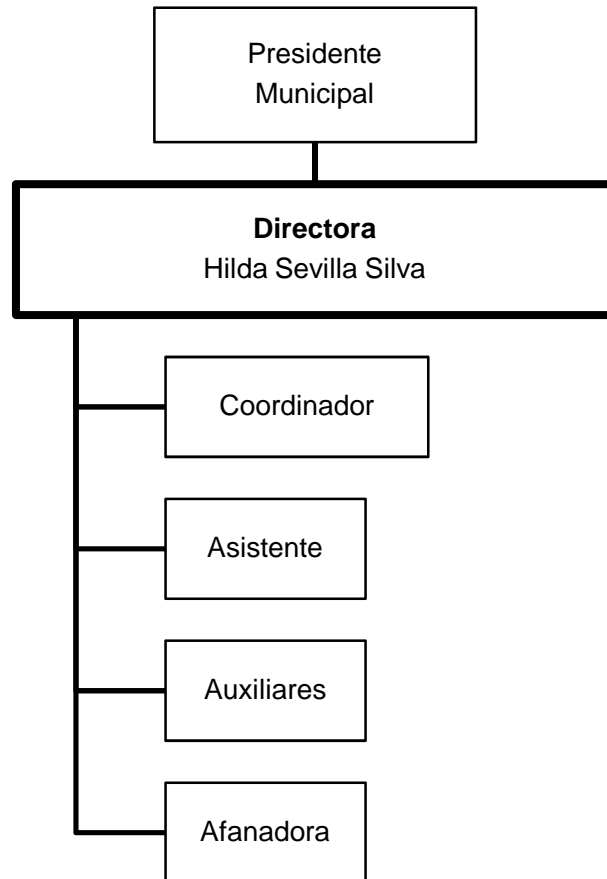 Presidente
Municipal
Directora
Hilda Sevilla Silva
Coordinador
Asistente
Auxiliares
Afanadora